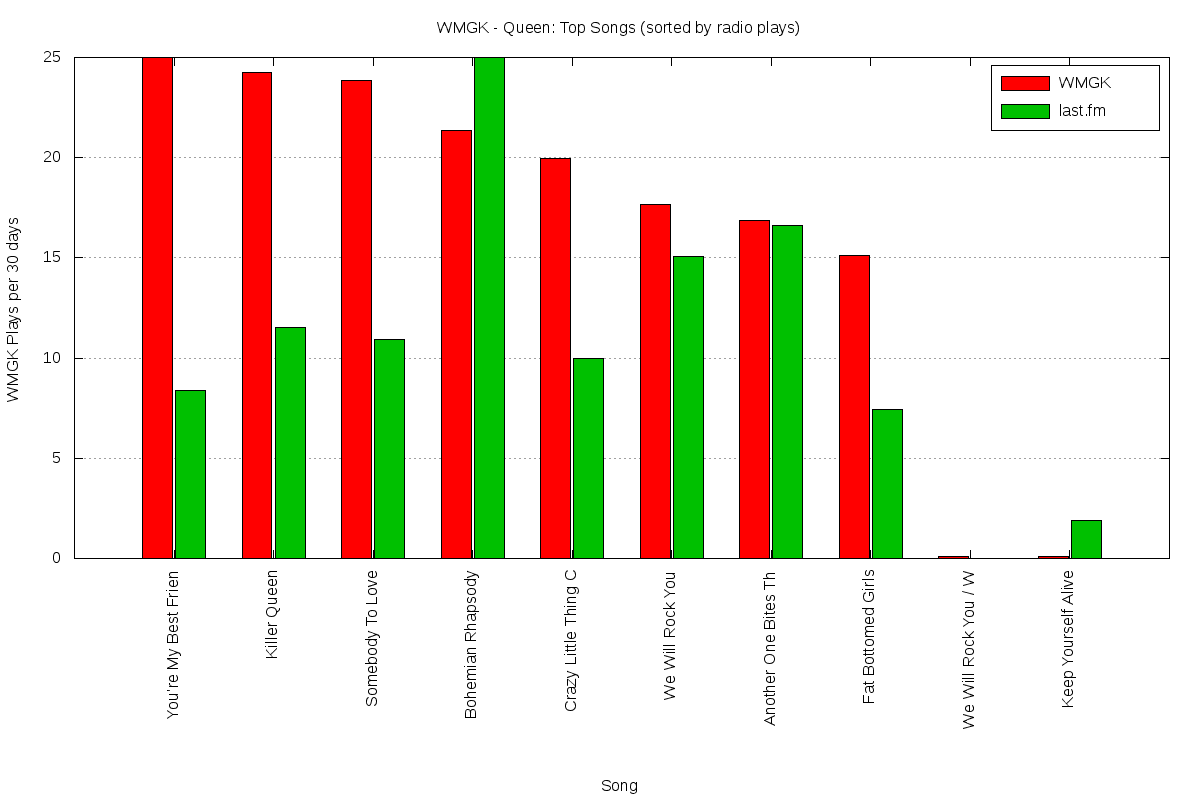 WMGK - Queen: Top Songs (sorted by radio plays)
WMGK
last.fm
25
20
15
10
5
0
WMGK Plays per 30 days
You're My Best Frien
Killer Queen
Somebody To Love
Bohemian Rhapsody
Crazy Little Thing C
We Will Rock You
Another One Bites Th
Fat Bottomed Girls
We Will Rock You / W
Keep Yourself Alive
Song